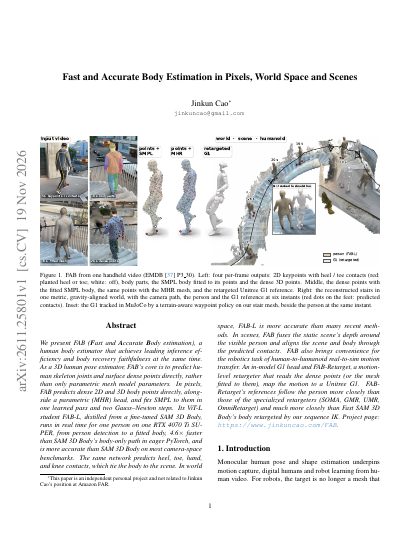 Fast and Accurate Body Estimation in Pixels, World Space and Scenes
Jinkun Cao*
jinkuncao@gmail.com
arXiv:2611.25801v1 [cs.CV] 19 Nov 2026
input video
points +
SMPL
points +
MHR
retargeted
G1
world · scene · humanoid
person (FAB-L)
G1 (retargeted)
Figure 1. FAB from one handheld video (EMDB [37] P3_30). Left: four per-frame outputs: 2D keypoints with heel / toe contacts (red
planted heel or toe, white: off), body parts, the SMPL body fitted to its points and the dense 3D points. Middle, the dense points with
the fitted SMPL body, the same points with the MHR mesh, and the retargeted Unitree G1 reference. Right: the reconstructed stairs in
one metric, gravity-aligned world, with the camera path, the person and the G1 reference at six instants (red dots on the feet: predicted
contacts). Inset: the G1 tracked in MuJoCo by a terrain-aware waypoint policy on our stair mesh, beside the person at the same instant.
Abstract
We present FAB (Fast and Accurate Body estimation), a
human body estimator that achieves leading inference ef-
ficiency and body recovery faithfulness at the same time.
As a 3D human pose estimator, FAB's core is to predict hu-
man skeleton joints and surface dense points directly, rather
than only parametric mesh model parameters. In pixels,
FAB predicts dense 2D and 3D body points directly, along-
side a parametric (MHR) head, and fits SMPL to them in
one learned pass and two Gauss–Newton steps. Its ViT-L
student FAB-L, distilled from a fine-tuned SAM 3D Body,
runs in real time for one person on one RTX 4070 Ti SU-
PER, from person detection to a fitted body, 4.6× faster
than SAM 3D Body's body-only path in eager PyTorch, and
is more accurate than SAM 3D Body on most camera-space
benchmarks. The same network predicts heel, toe, hand,
and knee contacts, which tie the body to the scene. In world
*This paper is an independent personal project and not related to Jinkun
Cao's position at Amazon FAR.
space, FAB-L is more accurate than many recent meth-
ods. In scenes, FAB fuses the static scene's depth around
the visible person and aligns the scene and body through
the predicted contacts. FAB also brings convenience for
the robotics task of human-to-humanoid real-to-sim motion
transfer. An in-model G1 head and FAB-Retarget, a motion-
level retargeter that reads the dense points (or the mesh
fitted to them), map the motion to a Unitree G1. FAB-
Retarget's references follow the person more closely than
those of the specialized retargeters (SOMA, GMR, UMR,
OmniRetarget) and much more closely than Fast SAM 3D
Body's body retargeted by our sequence IK. Project page:
https://www.jinkuncao.com/FAB.
1. Introduction
Monocular human pose and shape estimation underpins
motion capture, digital humans and robot learning from hu-
man video. For robots, the target is no longer a mesh that
1